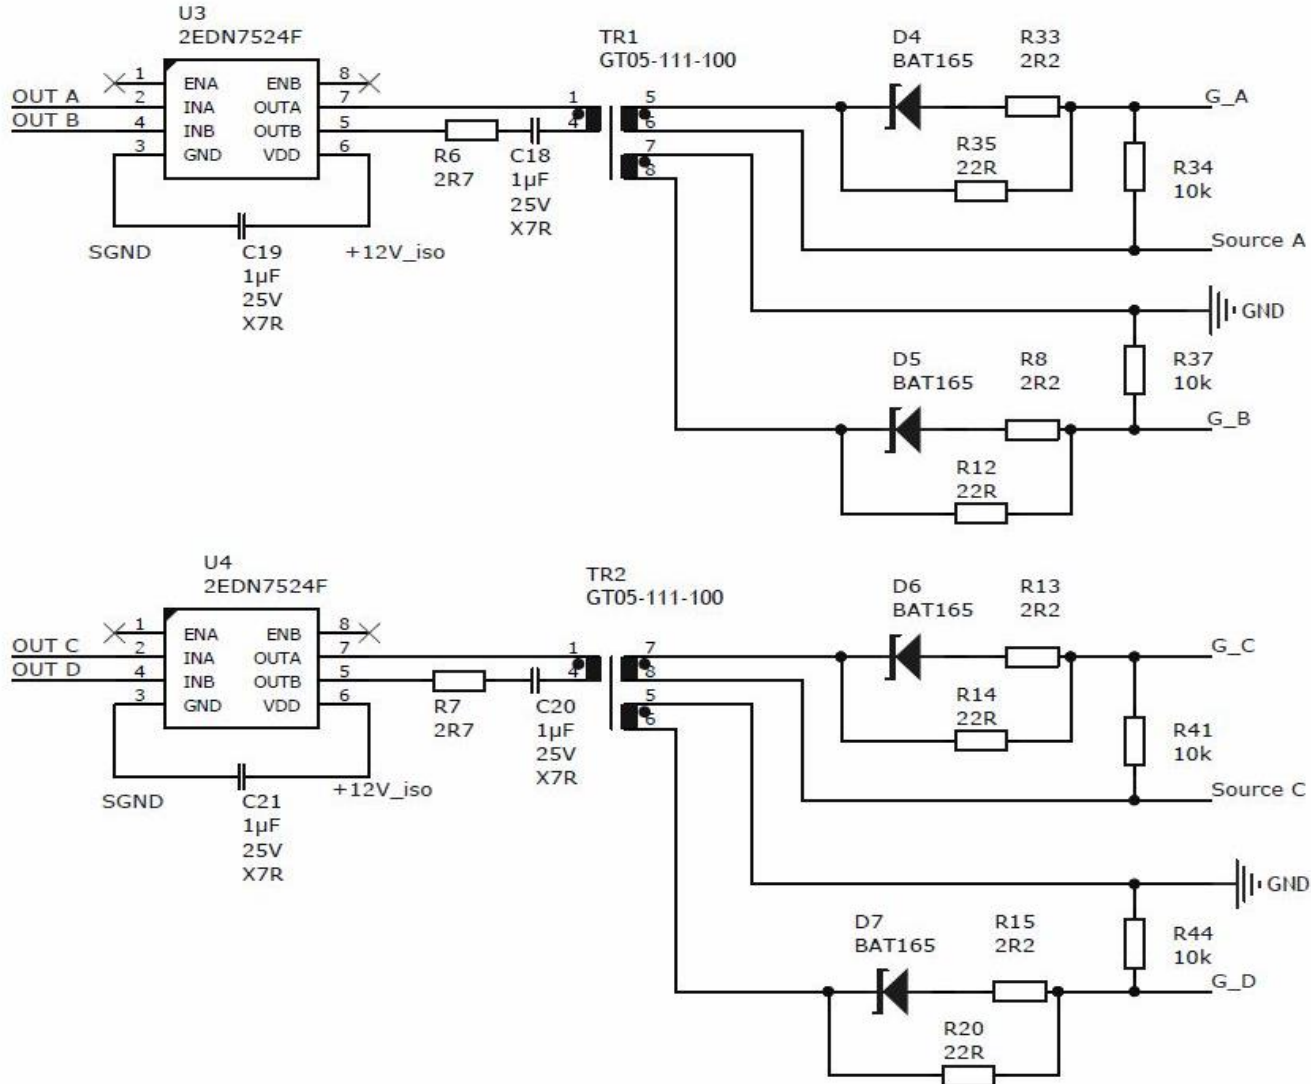 U3
2EDN7524F
TR1
GT05-111-100
D4
BAT165
R33
2R2
1 ENA ENB 8
OUT A 2 INA OUTA 7
OUT B 4 INB OUTB 5
3 GND VDD 6
1
4
5
6
7
8
G_A
R6
2R7
C18
1µF
25V
X7R
R35
22R
R34
10k
SGND
C19
1µF
25V
X7R
+12V_iso
Source A
GND
D5
BAT165
R8
2R2
R37
10k
G_B
R12
22R
U4
2EDN7524F
TR2
GT05-111-100
D6
BAT165
R13
2R2
1 ENA ENB 8
OUT C 2 INA OUTA 7
OUT D 4 INB OUTB 5
3 GND VDD 6
1
4
7
8
5
6
G_C
R7
2R7
C20
1µF
25V
X7R
R14
22R
R41
10k
SGND
C21
1µF
25V
X7R
+12V_iso
Source C
GND
D7
BAT165
R15
2R2
R44
10k
G_D
R20
22R